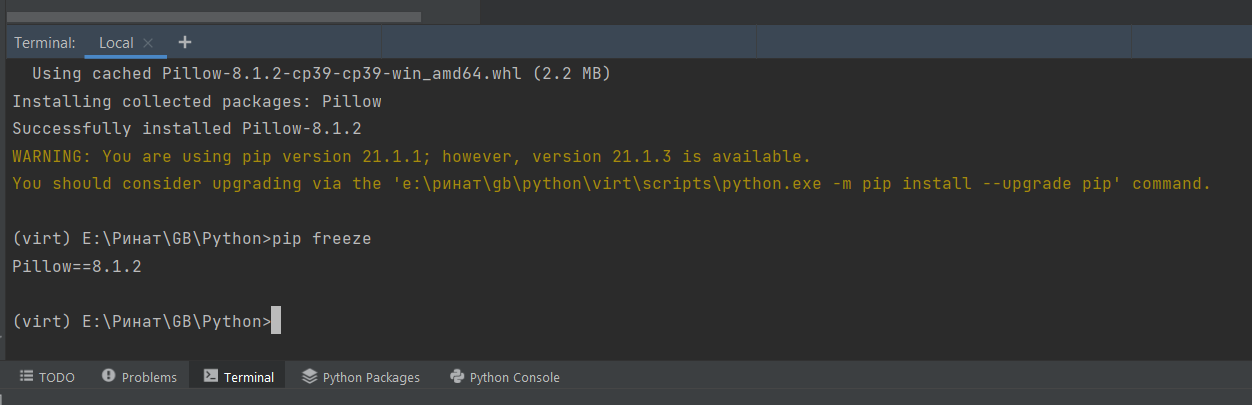 Terminal: Local × +
Using cached Pillow-8.1.2-cp39-cp39-win_amd64.whl (2.2 MB)
Installing collected packages: Pillow
Successfully installed Pillow-8.1.2
WARNING: You are using pip version 21.1.1; however, version 21.1.3 is available.
You should consider upgrading via the 'e:\ринат\gb\python\virt\scripts\python.exe -m pip install --upgrade pip' command.
(virt) E:\Ринат\GB\Python>pip freeze
Pillow==8.1.2
(virt) E:\Ринат\GB\Python>
TODO Problems Terminal Python Packages Python Console